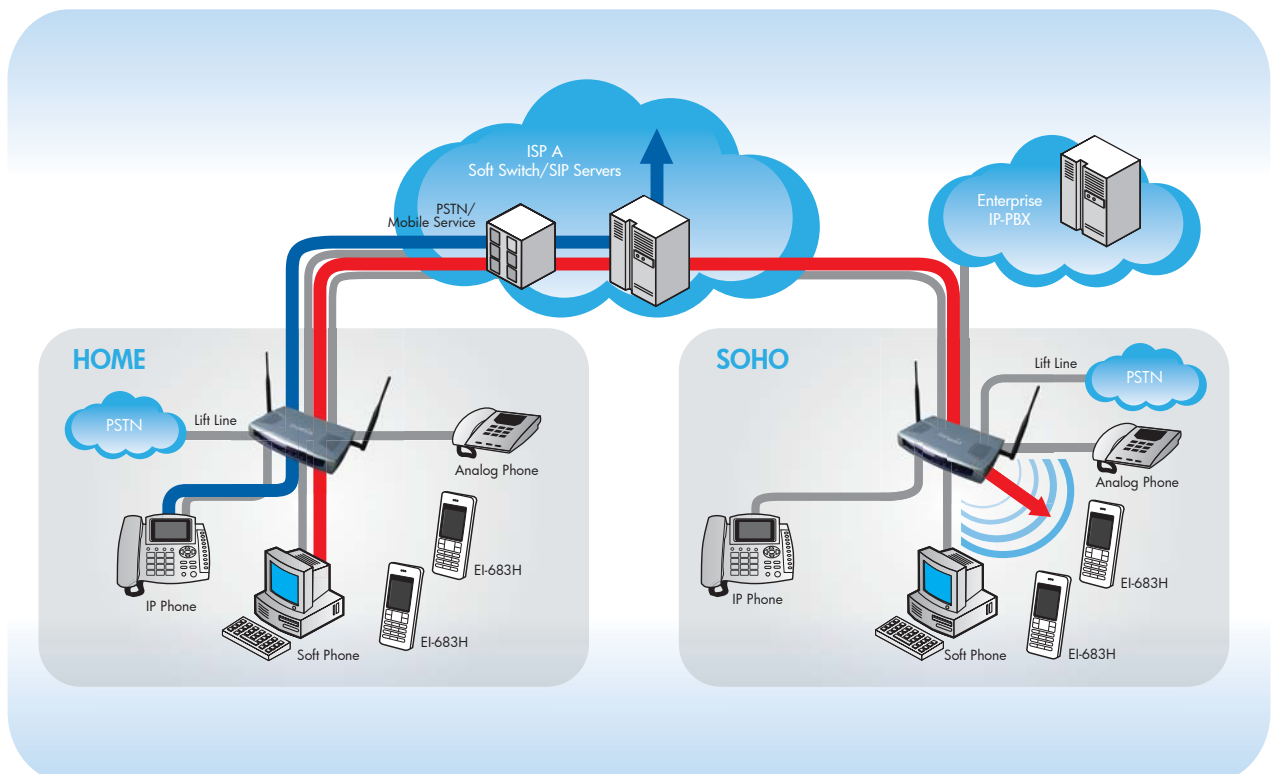 ISP A
Soft Switch/SIP Servers
PSTN/
Mobile Service
Enterprise
IP-PBX
HOME
PSTN
Lift Line
Analog Phone
EI-683H
IP Phone
EI-683H
Soft Phone
SOHO
Lift Line
PSTN
Analog Phone
EI-683H
IP Phone
EI-683H
Soft Phone